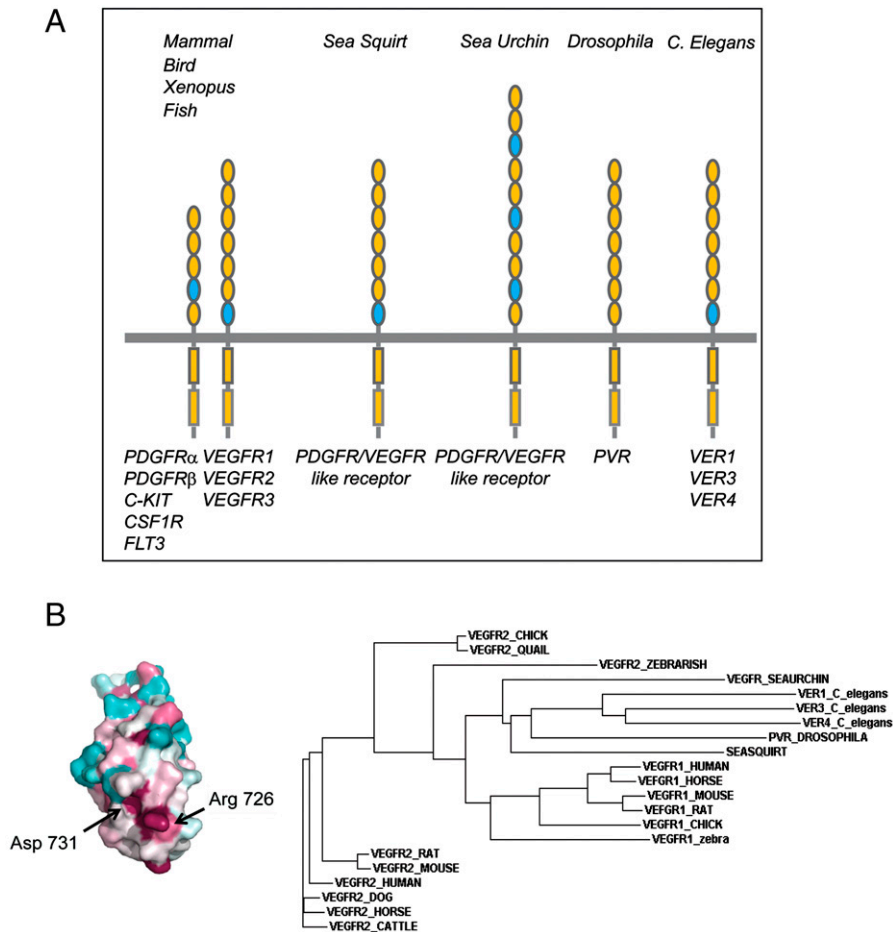 A
Mammal
Bird
Xenopus
Fish
Sea Squirt
Sea Urchin
Drosophila
C. Elegans
PDGFRα
PDGFRβ
C-KIT
CSF1R
FLT3
VEGFR1
VEGFR2
VEGFR3
PDGFR/VEGFR
like receptor
PDGFR/VEGFR
like receptor
PVR
VER1
VER3
VER4
B
Arg 726
Asp 731
VEGFR2_CHICK
VEGFR2_QUAIL
VEGFR2_ZEBRARISH
VEGFR_SEAURCHIN
VER1_C_elegans
VER3_C_elegans
VER4_C_elegans
PVR_DROSOPHILA
SEASQUIRT
VEGFR1_HUMAN
VEFGR1_HORSE
VEGFR1_MOUSE
VEFGR1_RAT
VEGFR1_CHICK
VEGFR1_zebra
VEGFR2_RAT
VEGFR2_MOUSE
VEGFR2_HUMAN
VEGFR2_DOG
VEGFR2_HORSE
VEGFR2_CATTLE